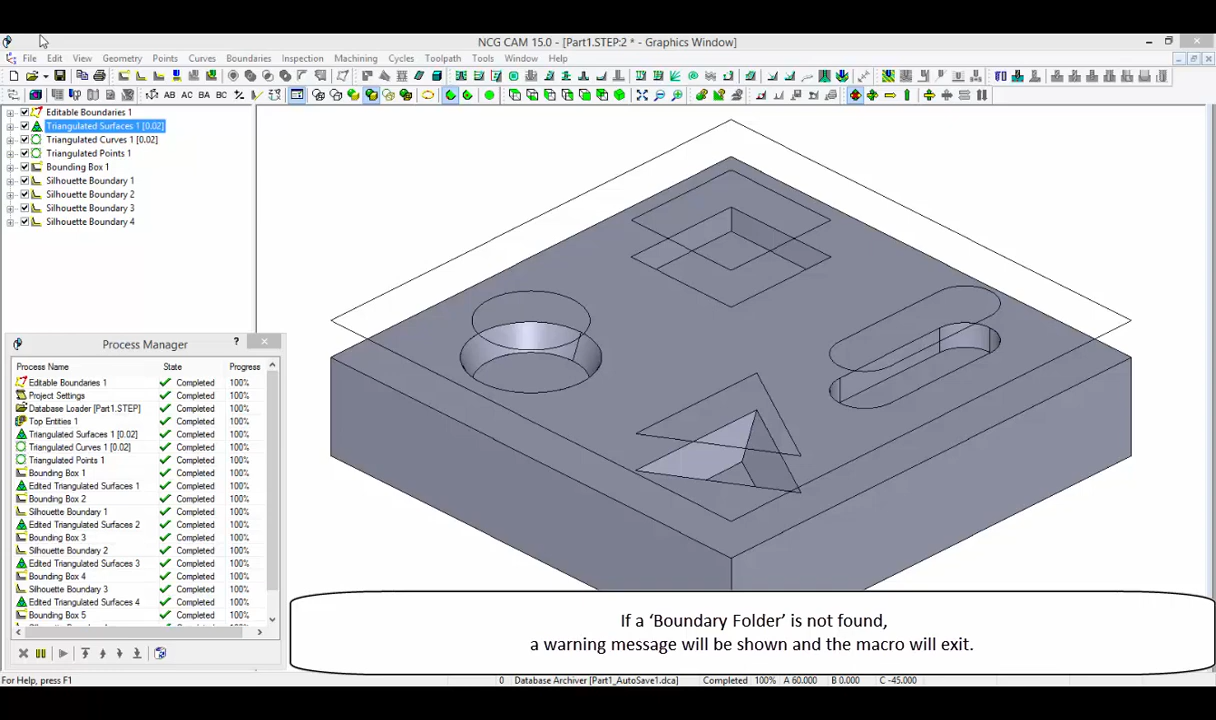 NCG CAM 15.0 - [Part1.STEP:2 * - Graphics Window]
File Edit View Geometry Points Curves Boundaries Inspection Machining Cycles Toolpath Tools Window Help
AB AC BA BC
Editable Boundaries 1
Triangulated Surfaces 1 [0.02]
Triangulated Curves 1 [0.02]
Triangulated Points 1
Bounding Box 1
Silhouette Boundary 1
Silhouette Boundary 2
Silhouette Boundary 3
Silhouette Boundary 4
Process Manager ?
Process Name State Progress
Editable Boundaries 1 Completed 100%
Project Settings Completed 100%
Database Loader [Part1.STEP] Completed 100%
Top Entities 1 Completed 100%
Triangulated Surfaces 1 [0.02] Completed 100%
Triangulated Curves 1 [0.02] Completed 100%
Triangulated Points 1 Completed 100%
Bounding Box 1 Completed 100%
Edited Triangulated Surfaces 1 Completed 100%
Bounding Box 2 Completed 100%
Silhouette Boundary 1 Completed 100%
Edited Triangulated Surfaces 2 Completed 100%
Bounding Box 3 Completed 100%
Silhouette Boundary 2 Completed 100%
Edited Triangulated Surfaces 3 Completed 100%
Bounding Box 4 Completed 100%
Silhouette Boundary 3 Completed 100%
Edited Triangulated Surfaces 4 Completed 100%
Bounding Box 5 Completed 100%
If a ‘Boundary Folder’ is not found,
a warning message will be shown and the macro will exit.
For Help, press F1 0 Database Archiver [Part1_AutoSave1.dca] Completed 100% A 60.000 B 0.000 C -45.000